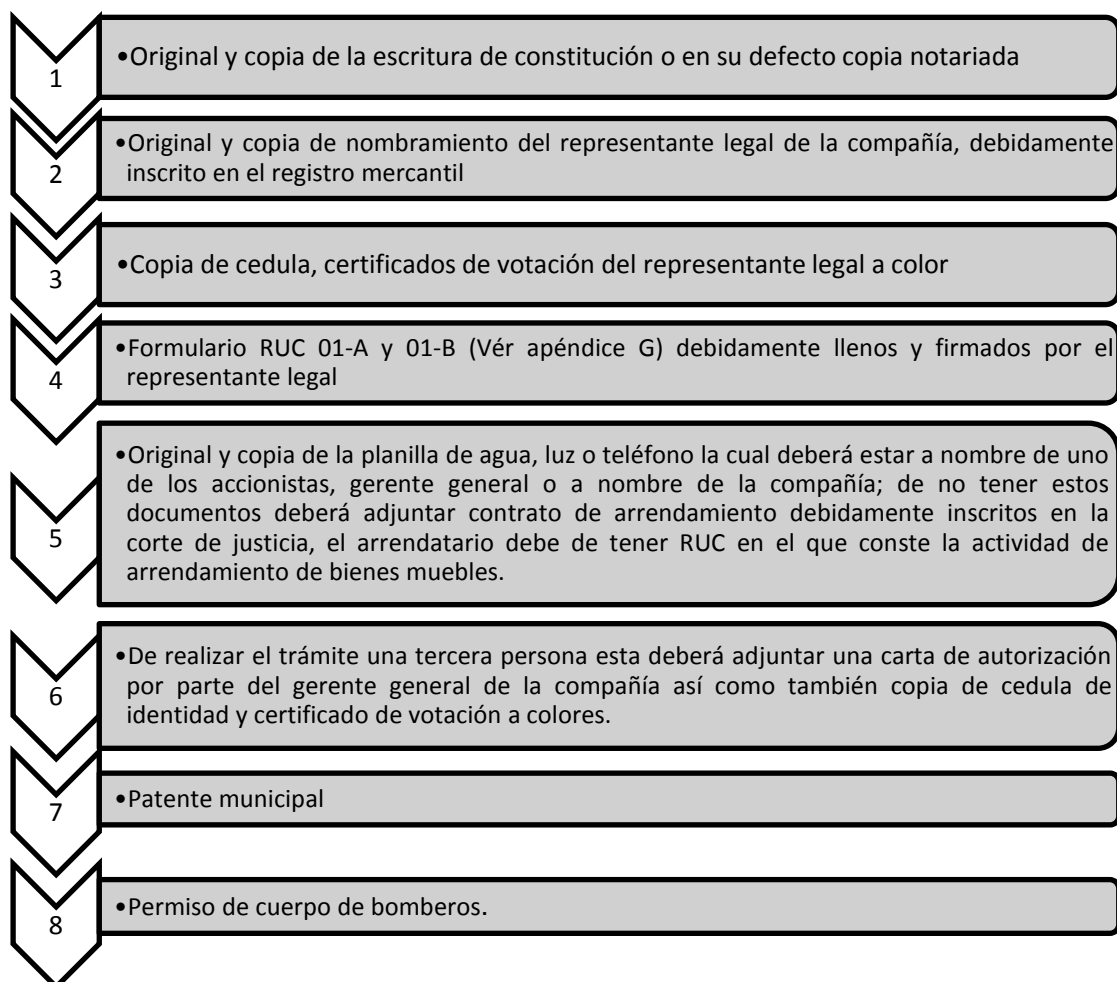 1
•Original y copia de la escritura de constitución o en su defecto copia notariada
2
•Original y copia de nombramiento del representante legal de la compañía, debidamente
inscrito en el registro mercantil
3
•Copia de cedula, certificados de votación del representante legal a color
4
•Formulario RUC 01-A y 01-B (Vér apéndice G) debidamente llenos y firmados por el
representante legal
5
•Original y copia de la planilla de agua, luz o teléfono la cual deberá estar a nombre de uno
de los accionistas, gerente general o a nombre de la compañía; de no tener estos
documentos deberá adjuntar contrato de arrendamiento debidamente inscritos en la
corte de justicia, el arrendatario debe de tener RUC en el que conste la actividad de
arrendamiento de bienes muebles.
6
•De realizar el trámite una tercera persona esta deberá adjuntar una carta de autorización
por parte del gerente general de la compañía así como también copia de cedula de
identidad y certificado de votación a colores.
7
•Patente municipal
8
•Permiso de cuerpo de bomberos.